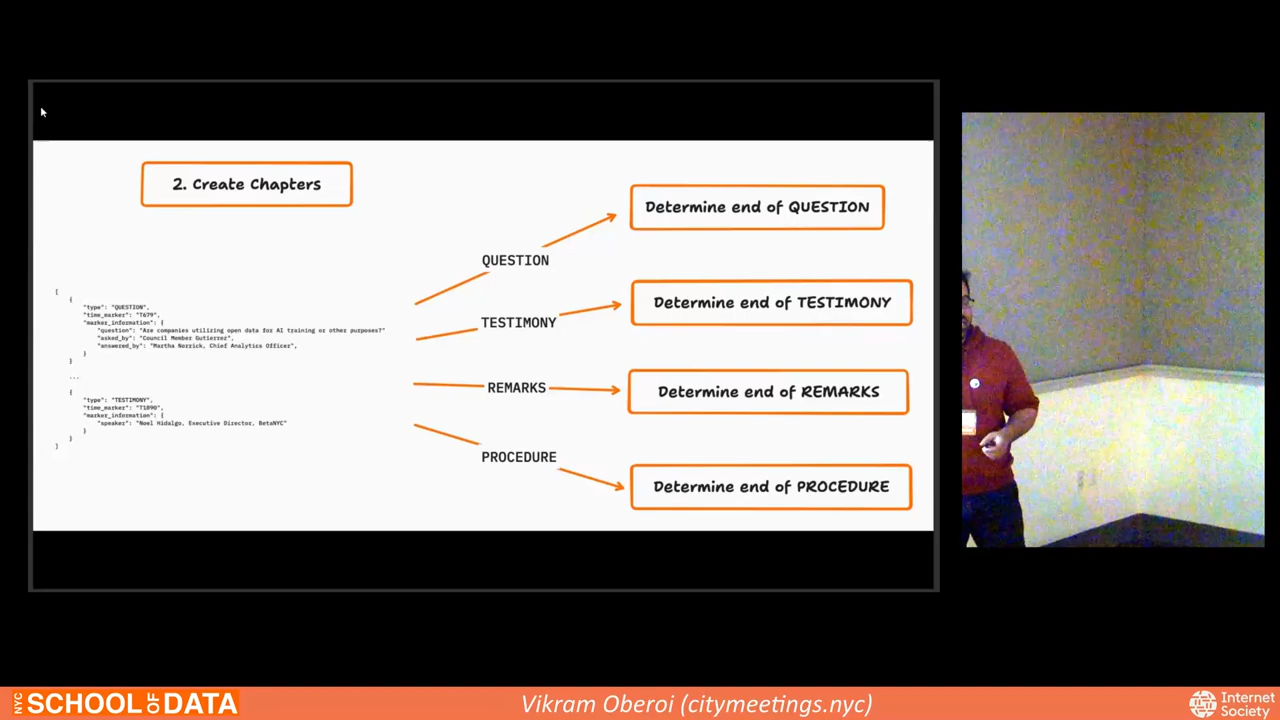 2. Create Chapters
[
{
"type": "QUESTION",
"time_marker": "T679",
"marker_information": {
"question": "Are companies utilizing open data for AI training or other purposes?"
"asked_by": "Council Member Gutierrez",
"answered_by": "Martha Norrick, Chief Analytics Officer",
}
}
...
{
"type": "TESTIMONY",
"time_marker": "T1890",
"marker_information": {
"speaker": "Noel Hidalgo, Executive Director, BetaNYC"
}
}
]
QUESTION
TESTIMONY
REMARKS
PROCEDURE
Determine end of QUESTION
Determine end of TESTIMONY
Determine end of REMARKS
Determine end of PROCEDURE
NYC SCHOOL OF DATA
Vikram Oberoi (citymeetings.nyc)
Internet
Society